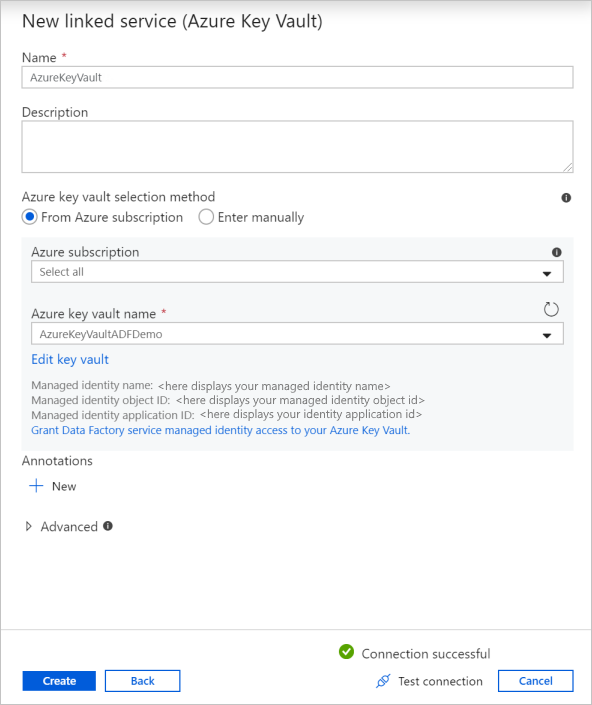 New linked service (Azure Key Vault)
Name *
AzureKeyVault
Description
Azure key vault selection method
From Azure subscription Enter manually
Azure subscription
Select all
Azure key vault name *
AzureKeyVaultADFDemo
Edit key vault
Managed identity name: <here displays your managed identity name>
Managed identity object ID: <here displays your managed identity object id>
Managed identity application ID: <here displays your identity application id>
Grant Data Factory service managed identity access to your Azure Key Vault.
Annotations
New
Advanced
Connection successful
Create Back Test connection Cancel